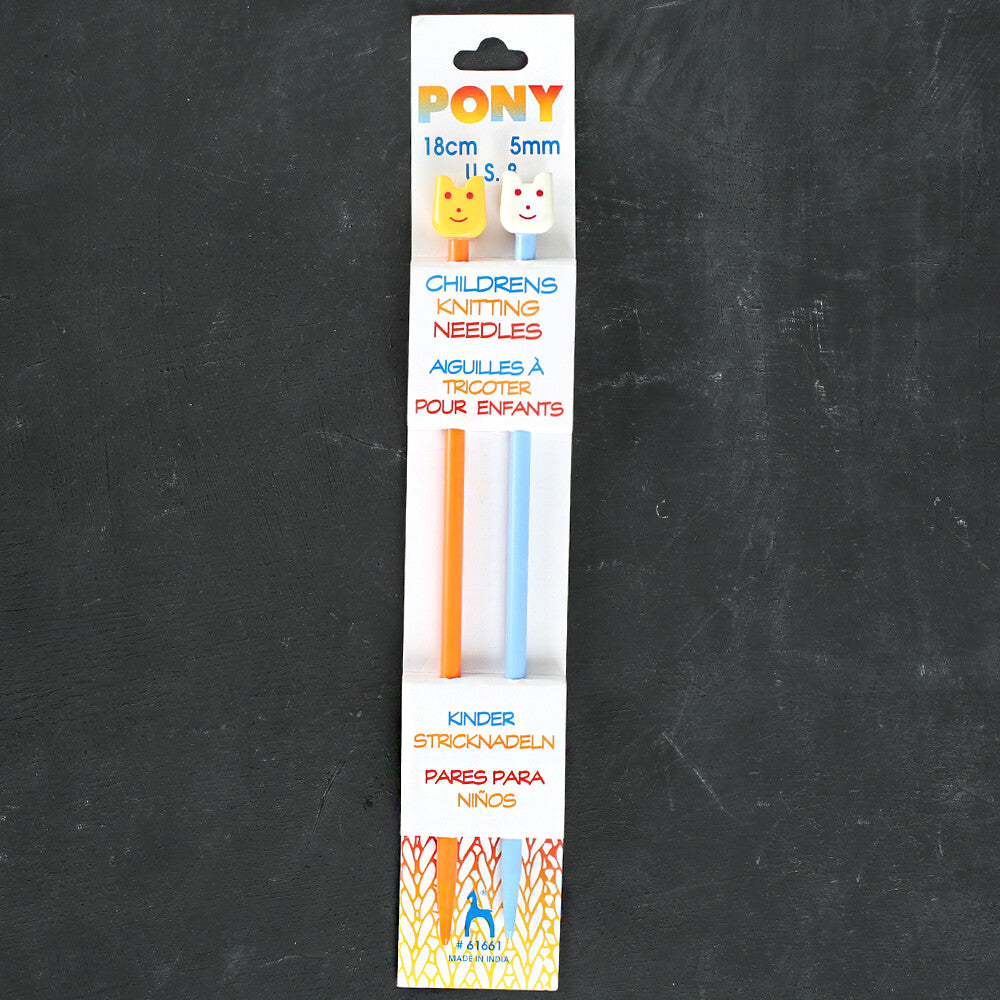 PONY
18cm 5mm
U.S. 8
CHILDRENS
KNITTING
NEEDLES
AIGUILLES À
TRICOTER
POUR ENFANTS
KINDER
STRICKNADELN
PARES PARA
NIÑOS
®
# 61661
MADE IN INDIA